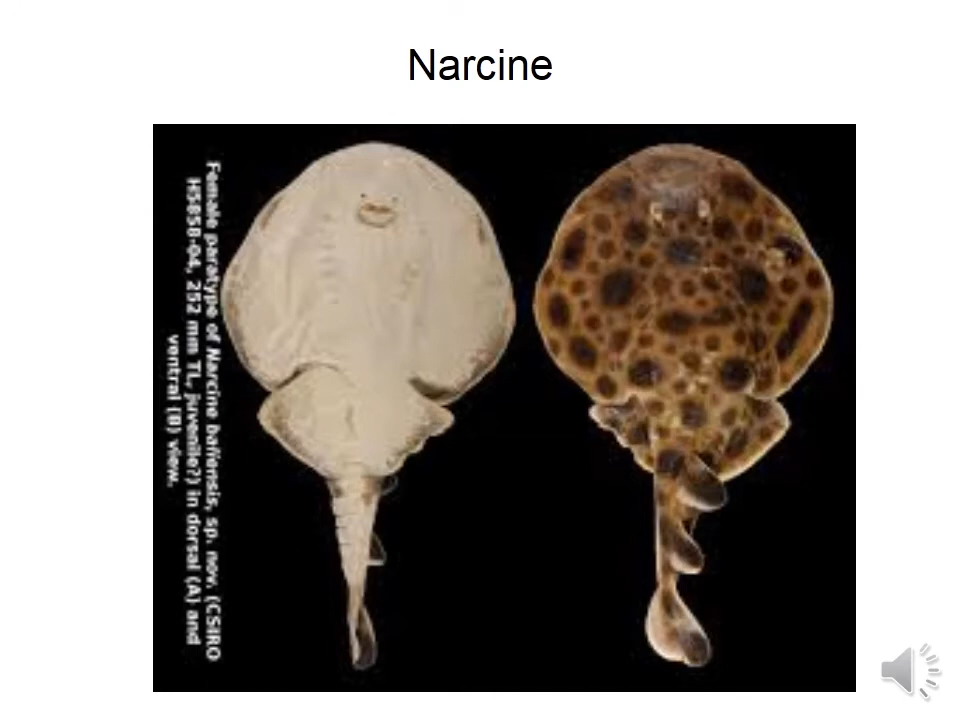 Narcine
Female paratype of Narcine baliensis, sp. nov. (CSIRO
H5858-04, 252 mm TL, juvenile?) in dorsal (A) and
ventral (B) view.